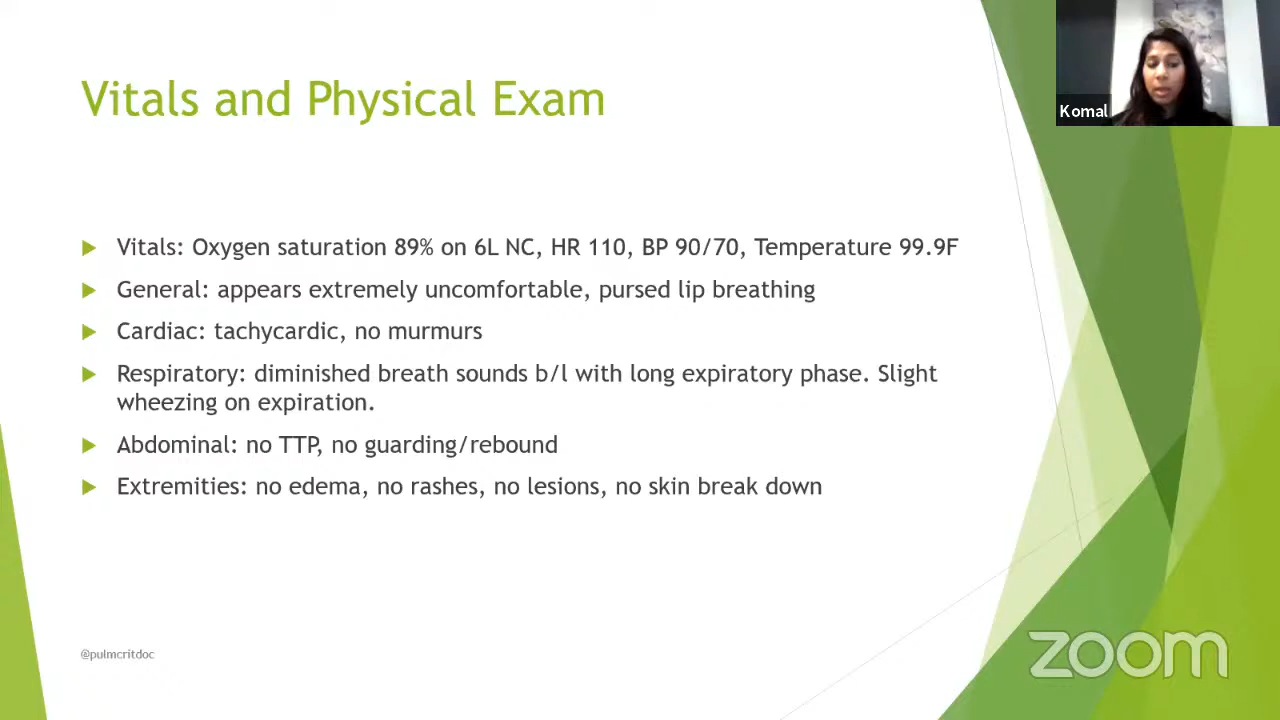 Vitals and Physical Exam
Komal
Vitals: Oxygen saturation 89% on 6L NC, HR 110, BP 90/70, Temperature 99.9F
General: appears extremely uncomfortable, pursed lip breathing
Cardiac: tachycardic, no murmurs
Respiratory: diminished breath sounds b/l with long expiratory phase. Slight
wheezing on expiration.
Abdominal: no TTP, no guarding/rebound
Extremities: no edema, no rashes, no lesions, no skin break down
@pulmcritdoc
zoom